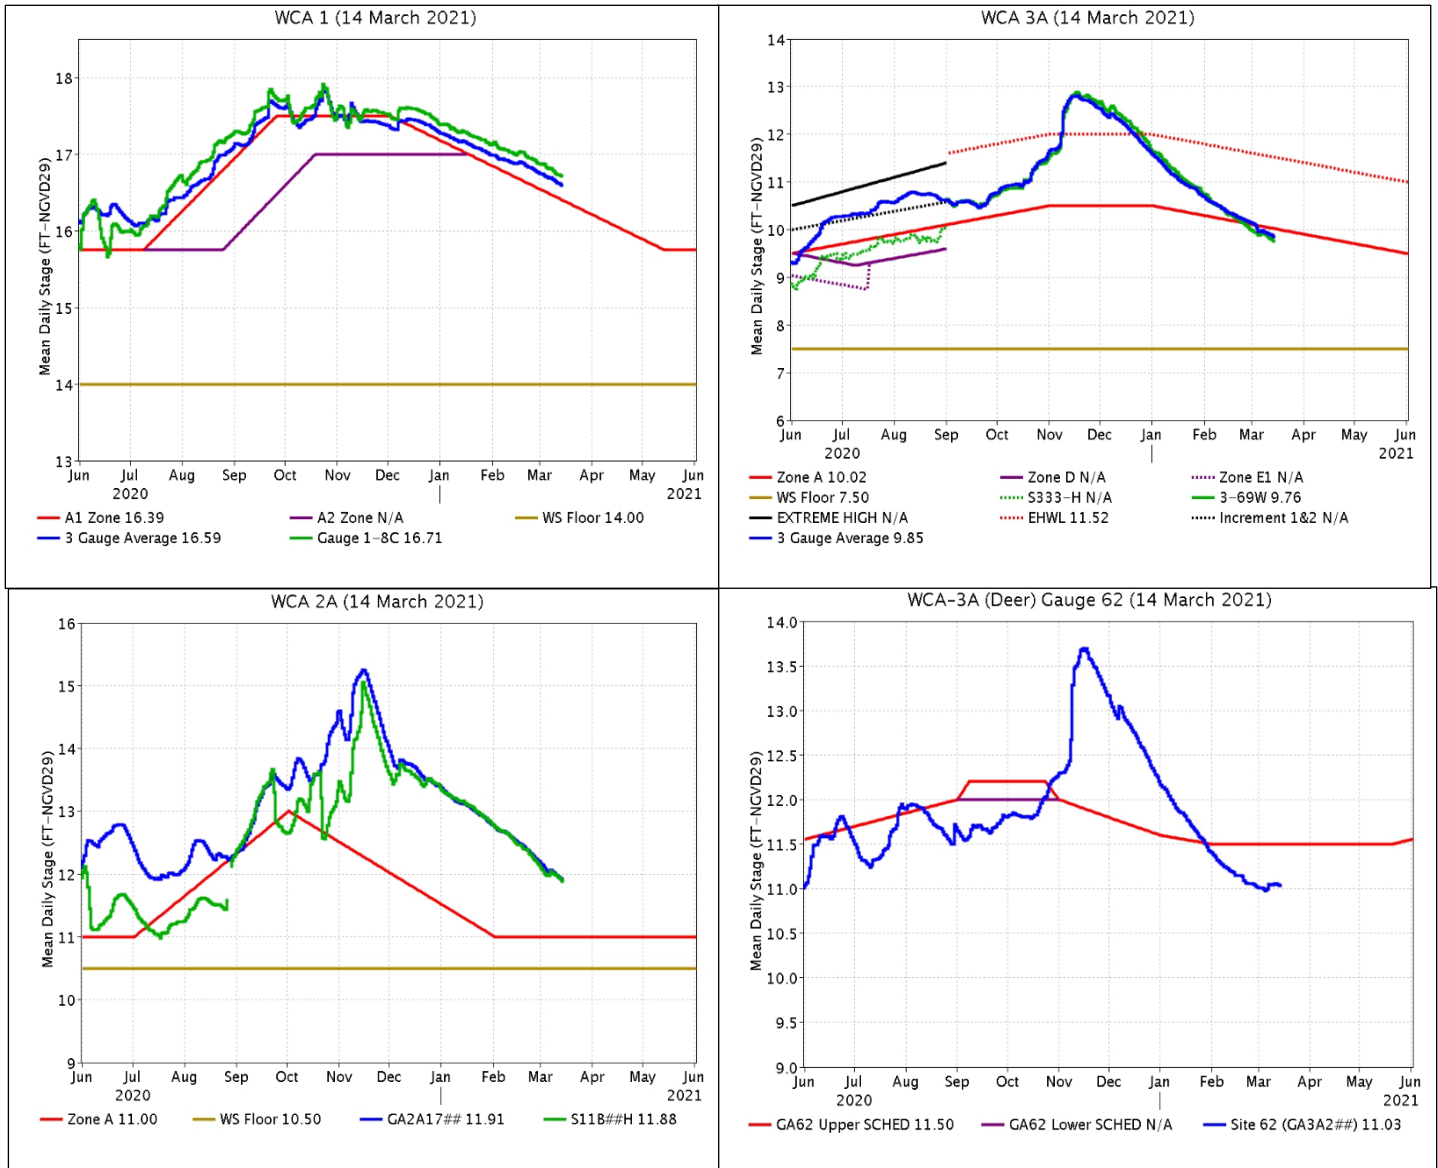 WCA 1 (14 March 2021)
Mean Daily Stage (FT-NGVD29)
18
17
16
15
14
13
Jun Jul Aug Sep Oct Nov Dec Jan Feb Mar Apr May Jun
2020 | 2021
A1 Zone 16.39 A2 Zone N/A WS Floor 14.00
3 Gauge Average 16.59 Gauge 1-8C 16.71
WCA 3A (14 March 2021)
Mean Daily Stage (FT-NGVD29)
14
13
12
11
10
9
8
7
6
Jun Jul Aug Sep Oct Nov Dec Jan Feb Mar Apr May Jun
2020 | 2021
Zone A 10.02 Zone D N/A Zone E1 N/A
WS Floor 7.50 S333-H N/A 3-69W 9.76
EXTREME HIGH N/A EHWL 11.52 Increment 1&2 N/A
3 Gauge Average 9.85
WCA 2A (14 March 2021)
Mean Daily Stage (FT-NGVD29)
16
15
14
13
12
11
10
9
Jun Jul Aug Sep Oct Nov Dec Jan Feb Mar Apr May Jun
2020 | 2021
Zone A 11.00 WS Floor 10.50 GA2A17## 11.91 S11B##H 11.88
WCA-3A (Deer) Gauge 62 (14 March 2021)
Mean Daily Stage (FT-NGVD29)
14.0
13.5
13.0
12.5
12.0
11.5
11.0
10.5
10.0
9.5
9.0
Jun Jul Aug Sep Oct Nov Dec Jan Feb Mar Apr May Jun
2020 | 2021
GA62 Upper SCHED 11.50 GA62 Lower SCHED N/A Site 62 (GA3A2##) 11.03